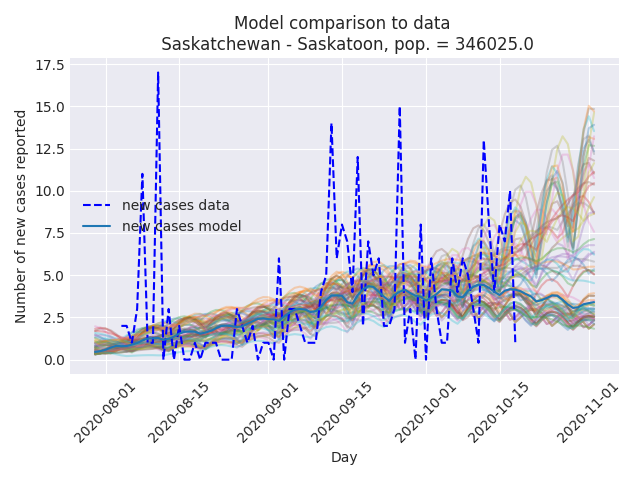 Model comparison to data
Saskatchewan - Saskatoon, pop. = 346025.0
17.5
15.0
12.5
10.0
7.5
5.0
2.5
0.0
Number of new cases reported
new cases data
new cases model
2020-08-01
2020-08-15
2020-09-01
2020-09-15
2020-10-01
2020-10-15
2020-11-01
Day